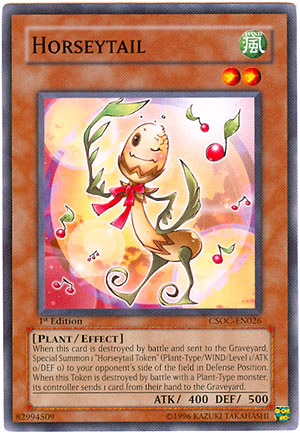 HORSEYTAIL
WIND
風
1st Edition
CSOC-EN026
[PLANT/EFFECT]
When this card is destroyed by battle and sent to the Graveyard,
Special Summon 1 "Horseytail Token" (Plant-Type/WIND/Level 1/ATK
0/DEF 0) to your opponent's side of the field in Defense Position.
When this Token is destroyed by battle with a Plant-Type monster,
its controller sends 1 card from their hand to the Graveyard.
ATK/ 400 DEF/ 500
82994509
©1996 KAZUKI TAKAHASHI